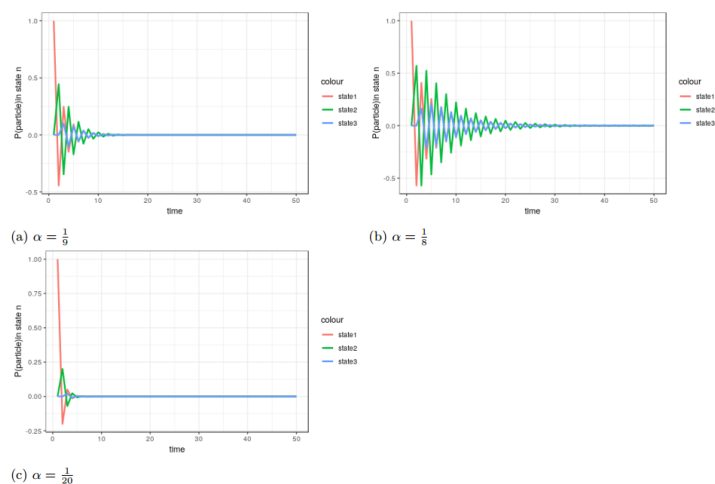 1.0
0.5
0.0
-0.5
P(particle)in state n
0
10
20
30
40
50
time
colour
state1
state2
state3
(a) α = 1/9
1.0
0.5
0.0
-0.5
P(particle)in state n
0
10
20
30
40
50
time
colour
state1
state2
state3
(b) α = 1/8
1.00
0.75
0.50
0.25
0.00
-0.25
P(particle)in state n
0
10
20
30
40
50
time
colour
state1
state2
state3
(c) α = 1/20